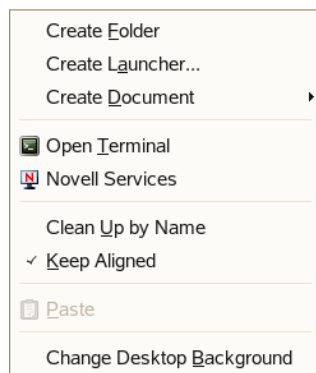 Create Folder
Create Launcher...
Create Document
Open Terminal
Novell Services
Clean Up by Name
Keep Aligned
Paste
Change Desktop Background